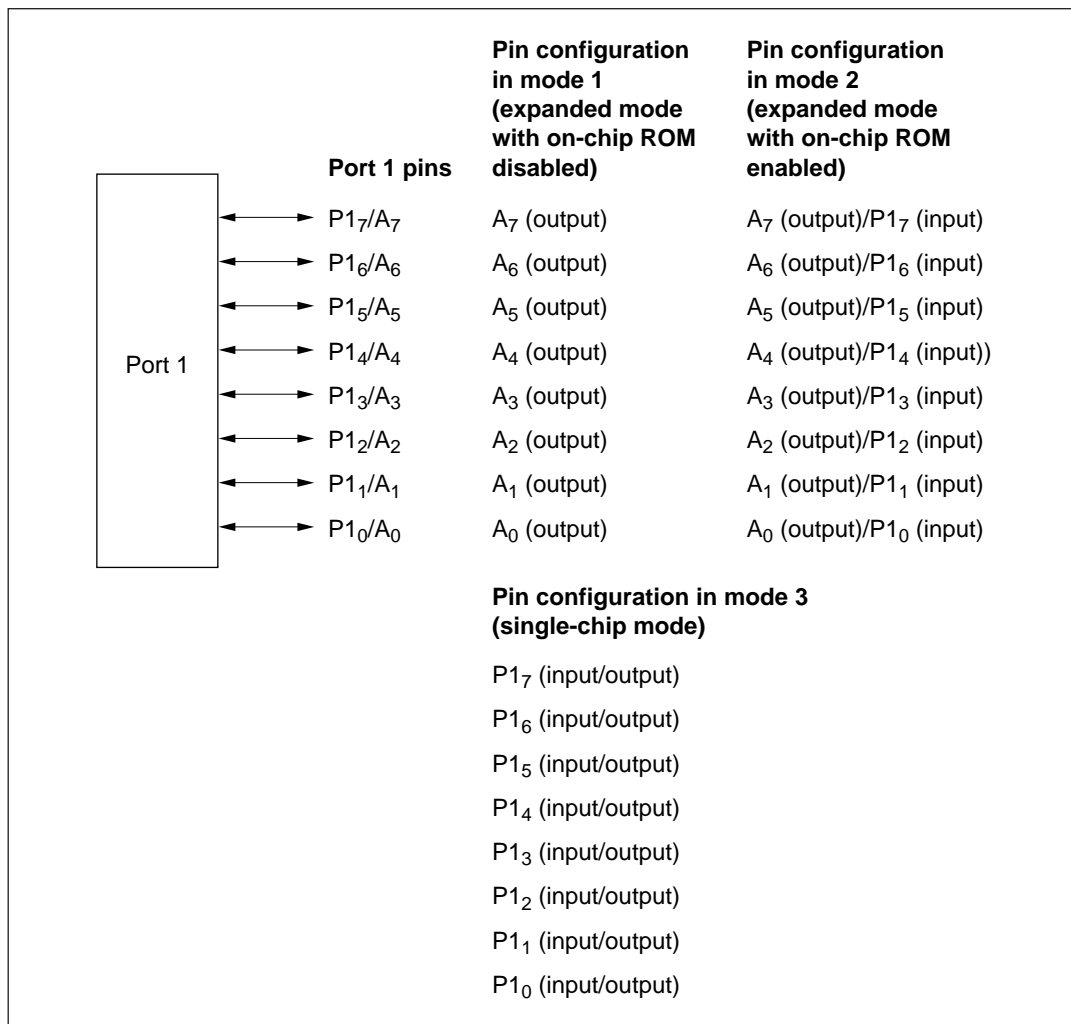 Pin configuration in mode 1 (expanded mode with on-chip ROM disabled)
Pin configuration in mode 2 (expanded mode with on-chip ROM enabled)
Port 1 pins
Port 1
P1₇/A₇ A₇ (output) A₇ (output)/P1₇ (input)
P1₆/A₆ A₆ (output) A₆ (output)/P1₆ (input)
P1₅/A₅ A₅ (output) A₅ (output)/P1₅ (input)
P1₄/A₄ A₄ (output) A₄ (output)/P1₄ (input))
P1₃/A₃ A₃ (output) A₃ (output)/P1₃ (input)
P1₂/A₂ A₂ (output) A₂ (output)/P1₂ (input)
P1₁/A₁ A₁ (output) A₁ (output)/P1₁ (input)
P1₀/A₀ A₀ (output) A₀ (output)/P1₀ (input)
Pin configuration in mode 3
(single-chip mode)
P1₇ (input/output)
P1₆ (input/output)
P1₅ (input/output)
P1₄ (input/output)
P1₃ (input/output)
P1₂ (input/output)
P1₁ (input/output)
P1₀ (input/output)